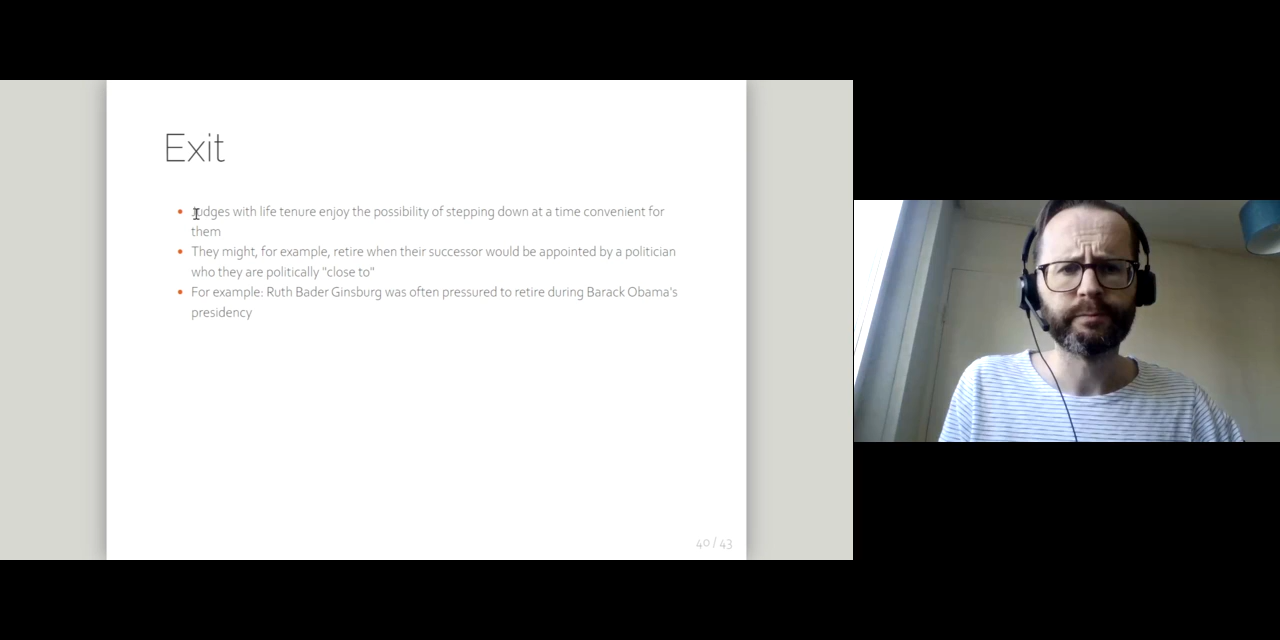 Exit
Judges with life tenure enjoy the possibility of stepping down at a time convenient for
them
They might, for example, retire when their successor would be appointed by a politician
who they are politically "close to"
For example: Ruth Bader Ginsburg was often pressured to retire during Barack Obama's
presidency
40 / 43